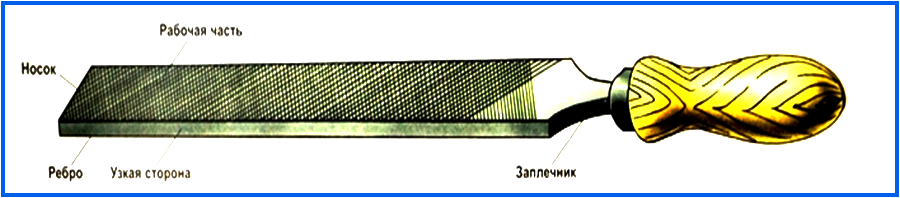 Рабочая часть
Носок
Ребро
Узкая сторона
Заплечник